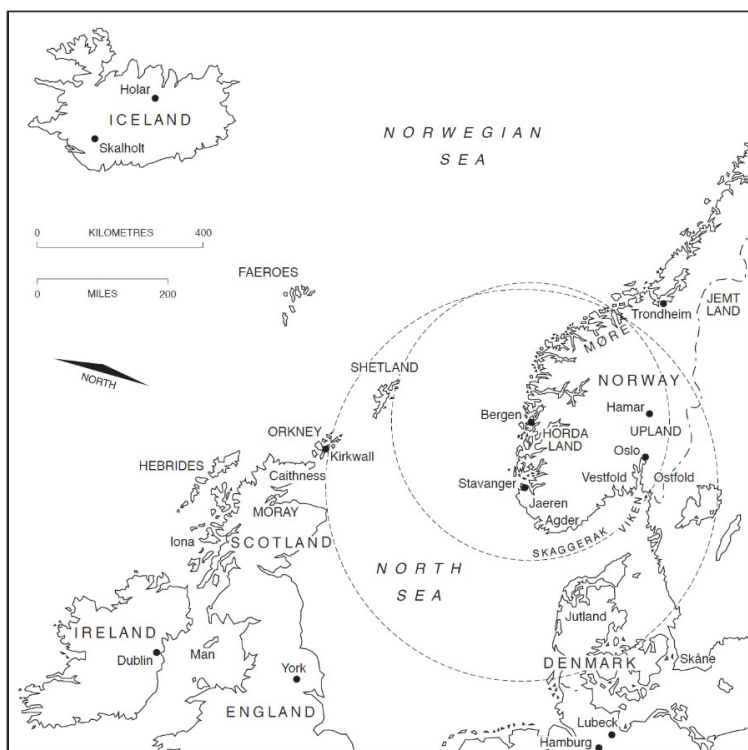 Holar
ICELAND
Skalholt
NORWEGIAN
SEA
0 KILOMETRES 400
0 MILES 200
FAEROES
NORTH
SHETLAND
ORKNEY
Kirkwall
HEBRIDES
Caithness
MORAY
Iona
SCOTLAND
NORTH
SEA
IRELAND
Dublin
Man
York
ENGLAND
JEMT
LAND
Trondheim
MØRE
NORWAY
Hamar
Bergen
HORDA
LAND
UPLAND
Oslo
Stavanger
Vestfold
Ostfold
Jaeren
Agder
SKAGGERAK
VIKEN
Jutland
DENMARK
Skåne
Lubeck
Hamburg